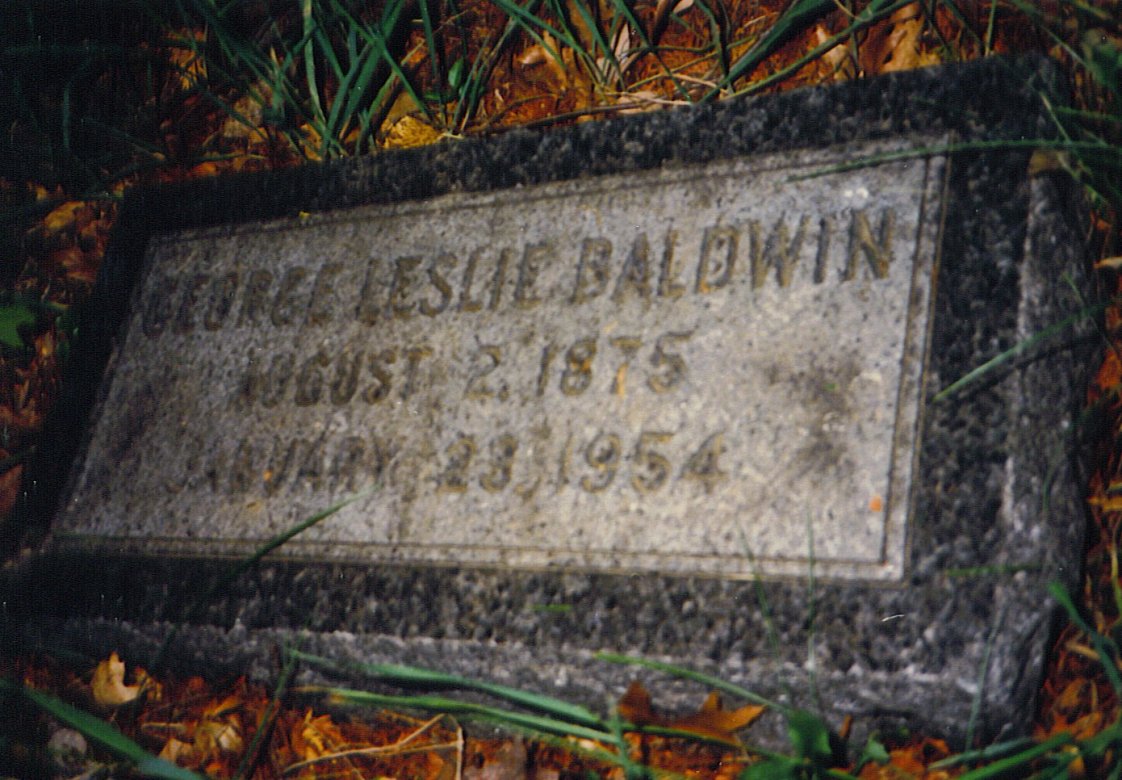 GEORGE LESLIE BALDWIN
AUGUST 2, 1875
JANUARY 23, 1954